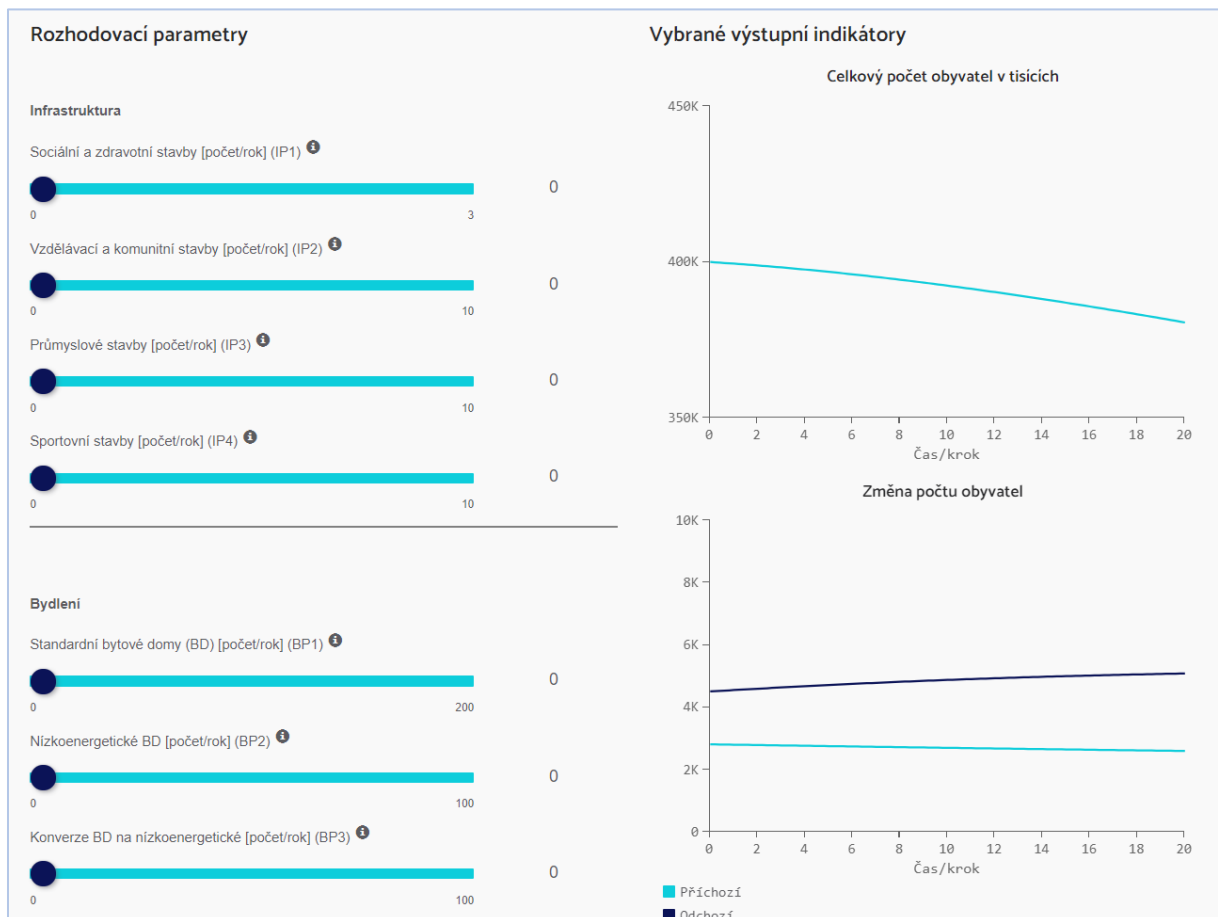 Rozhodovací parametry
Infrastruktura
Sociální a zdravotní stavby [počet/rok] (IP1)
0
0 3
Vzdělávací a komunitní stavby [počet/rok] (IP2)
0
0 10
Průmyslové stavby [počet/rok] (IP3)
0
0 10
Sportovní stavby [počet/rok] (IP4)
0
0 10
Bydlení
Standardní bytové domy (BD) [počet/rok] (BP1)
0
0 200
Nízkoenergetické BD [počet/rok] (BP2)
0
0 100
Konverze BD na nízkoenergetické [počet/rok] (BP3)
0
0 100
Vybrané výstupní indikátory
Celkový počet obyvatel v tisících
450K
400K
350K
0 2 4 6 8 10 12 14 16 18 20
Čas/krok
Změna počtu obyvatel
10K
8K
6K
4K
2K
0
0 2 4 6 8 10 12 14 16 18 20
Čas/krok
Příchozí
Odchozí